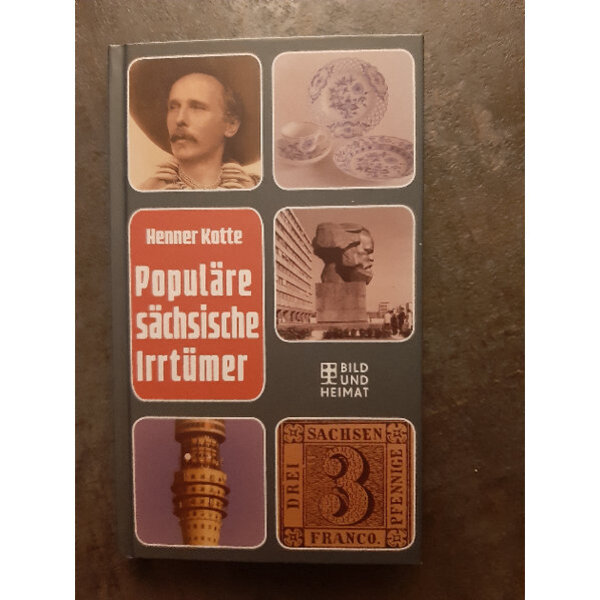 Henner Kotte
Populäre
sächsische
Irrtümer
BILD
UND
HEIMAT
SACHSEN
DREI
3
PFENNIGE
FRANCO.